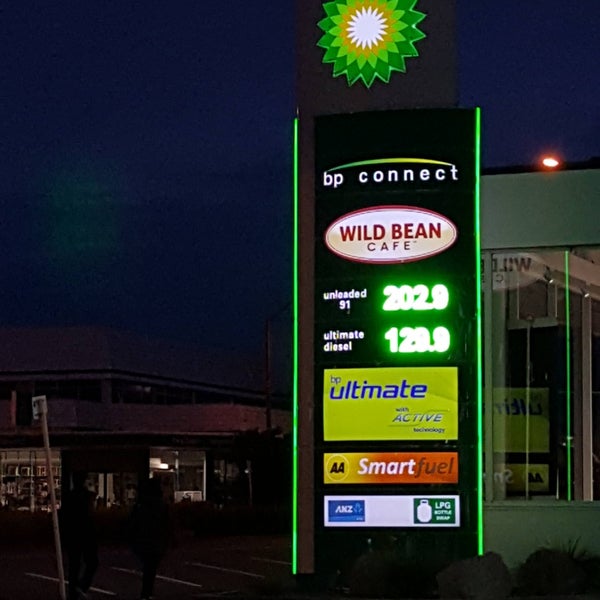 bp connect
WILD BEAN
CAFE
unleaded
91
202.9
ultimate
diesel
129.9
bp
ultimate
with
ACTIVE
technology
AA Smartfuel
ANZ
LPG
BOTTLE
SWAP